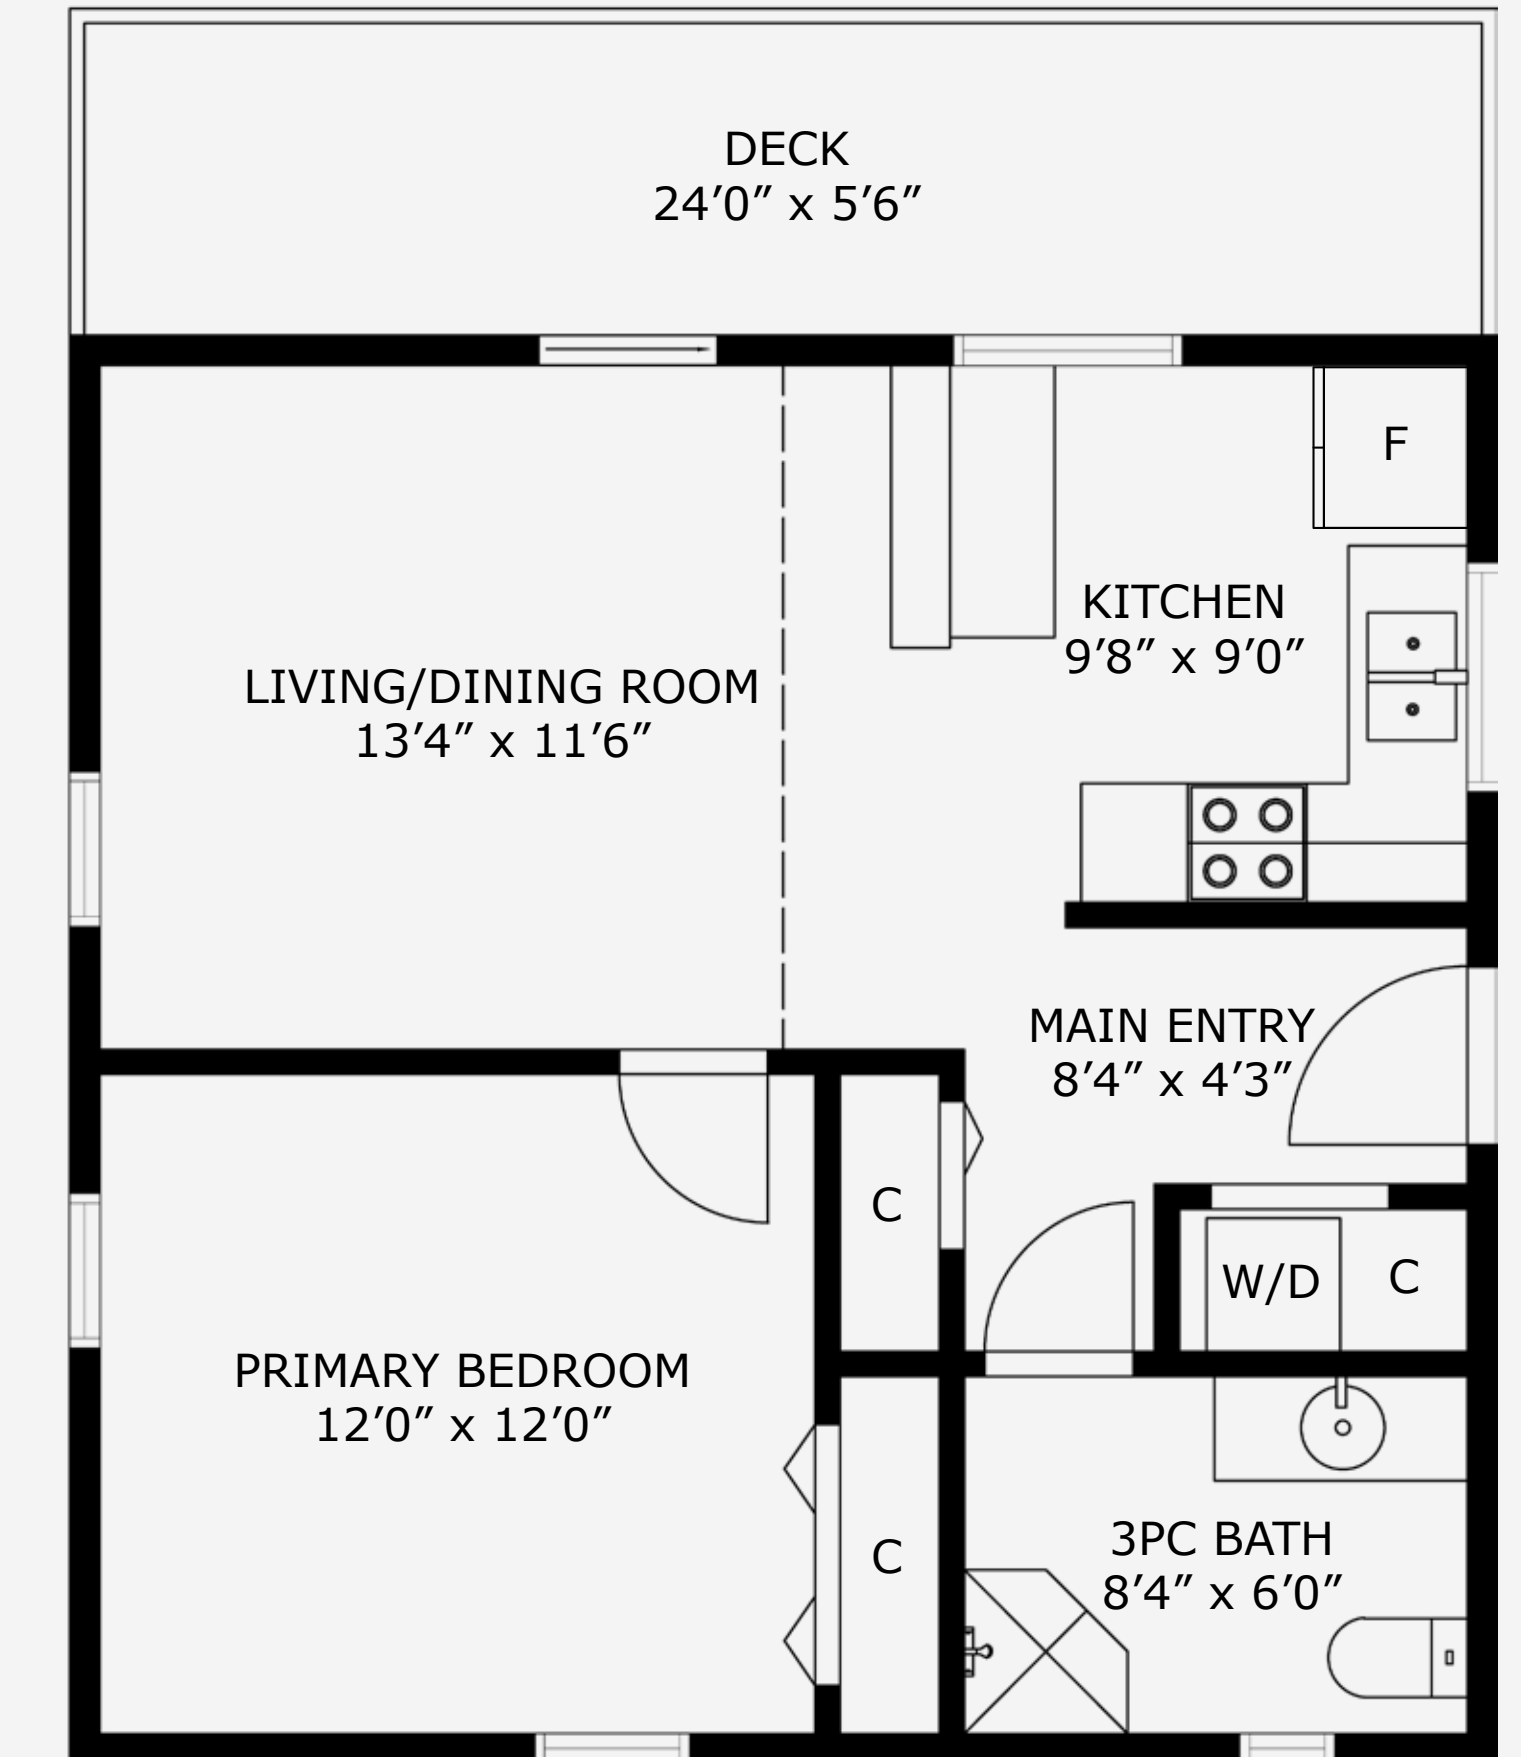 DECK
24′0″ x 5′6″
F
KITCHEN
9′8″ x 9′0″
LIVING/DINING ROOM
13′4″ x 11′6″
MAIN ENTRY
8′4″ x 4′3″
C
W/D
C
PRIMARY BEDROOM
12′0″ x 12′0″
C
3PC BATH
8′4″ x 6′0″